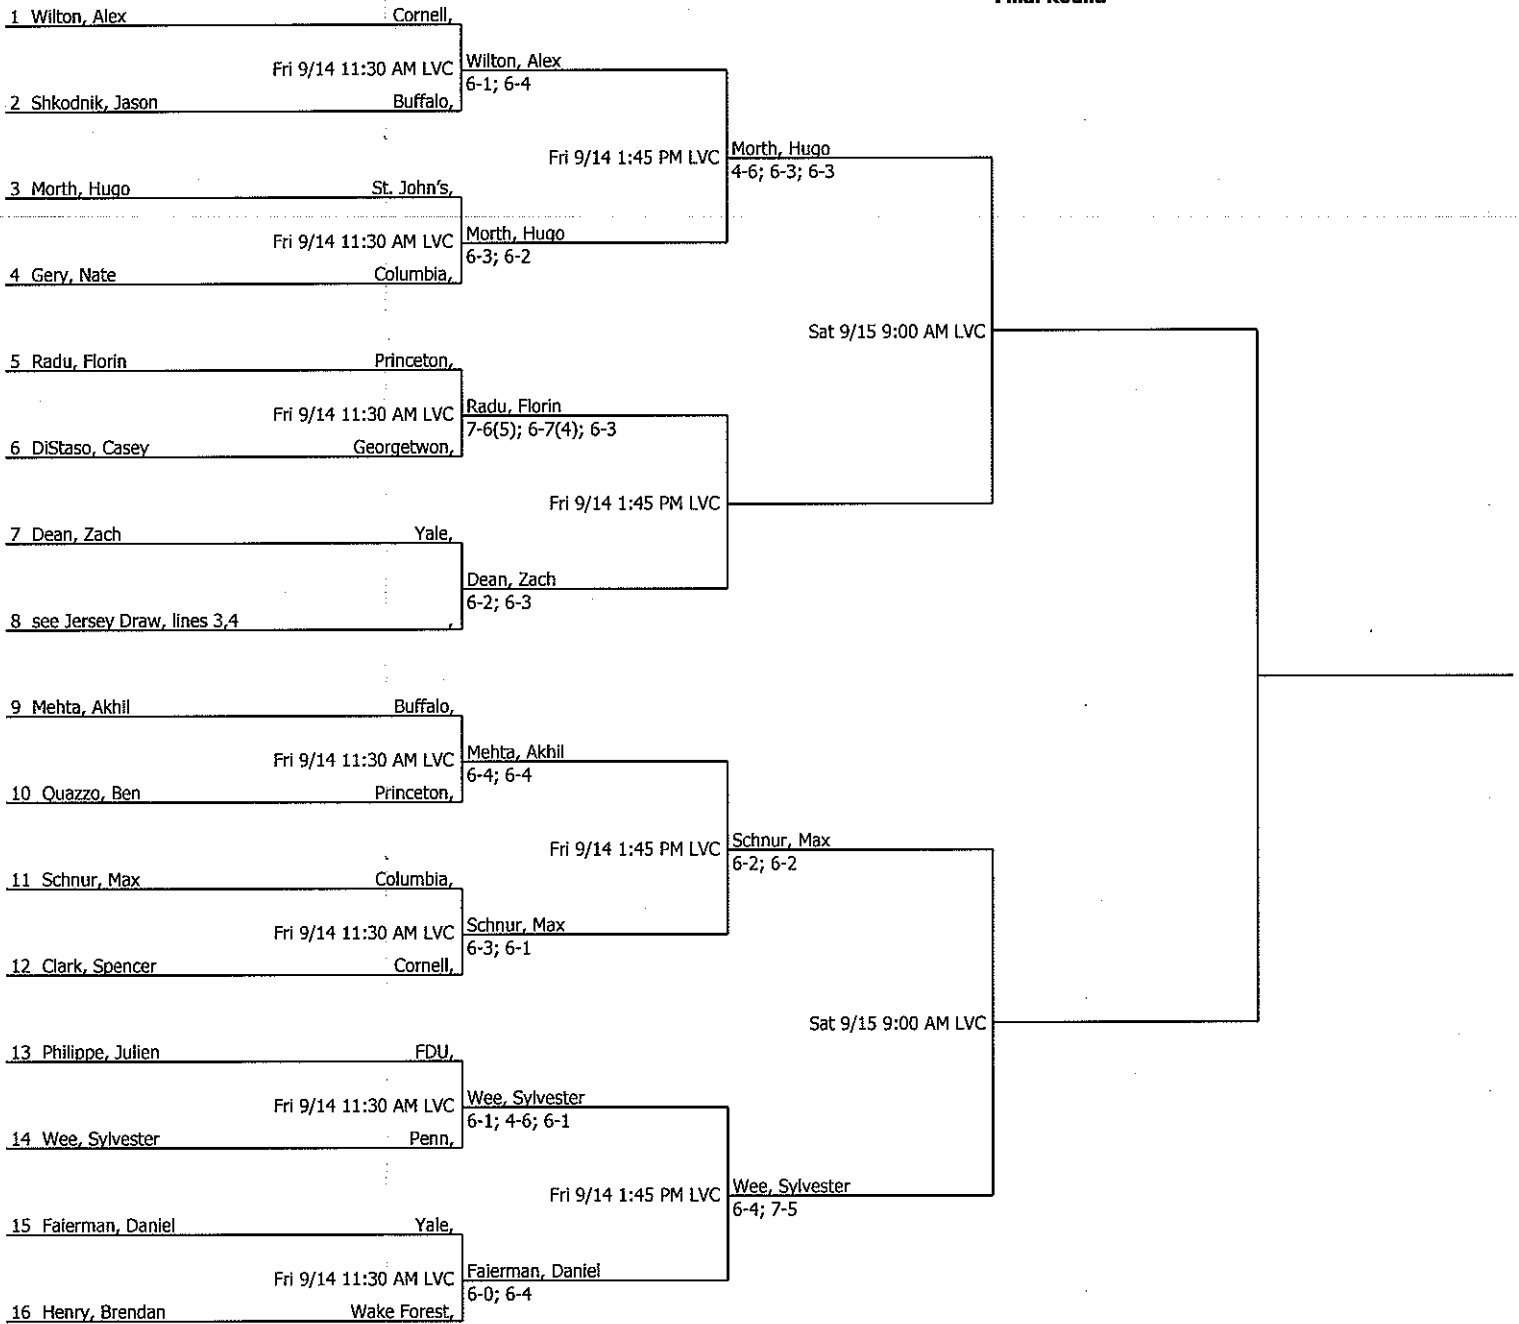 1 Wilton, Alex Cornell,
Fri 9/14 11:30 AM LVC Wilton, Alex
6-1; 6-4
2 Shkodnik, Jason Buffalo,
Fri 9/14 1:45 PM LVC Morth, Hugo
4-6; 6-3; 6-3
3 Morth, Hugo St. John's,
Fri 9/14 11:30 AM LVC Morth, Hugo
6-3; 6-2
4 Gery, Nate Columbia,
Sat 9/15 9:00 AM LVC
5 Radu, Florin Princeton,
Fri 9/14 11:30 AM LVC Radu, Florin
7-6(5); 6-7(4); 6-3
6 DiStaso, Casey Georgetwon,
Fri 9/14 1:45 PM LVC
7 Dean, Zach Yale,
Dean, Zach
6-2; 6-3
8 see Jersey Draw, lines 3,4 ,
9 Mehta, Akhil Buffalo,
Fri 9/14 11:30 AM LVC Mehta, Akhil
6-4; 6-4
10 Quazzo, Ben Princeton,
Fri 9/14 1:45 PM LVC Schnur, Max
6-2; 6-2
11 Schnur, Max Columbia,
Fri 9/14 11:30 AM LVC Schnur, Max
6-3; 6-1
12 Clark, Spencer Cornell,
Sat 9/15 9:00 AM LVC
13 Philippe, Julien FDU,
Fri 9/14 11:30 AM LVC Wee, Sylvester
6-1; 4-6; 6-1
14 Wee, Sylvester Penn,
Fri 9/14 1:45 PM LVC Wee, Sylvester
6-4; 7-5
15 Faierman, Daniel Yale,
Fri 9/14 11:30 AM LVC Faierman, Daniel
6-0; 6-4
16 Henry, Brendan Wake Forest,